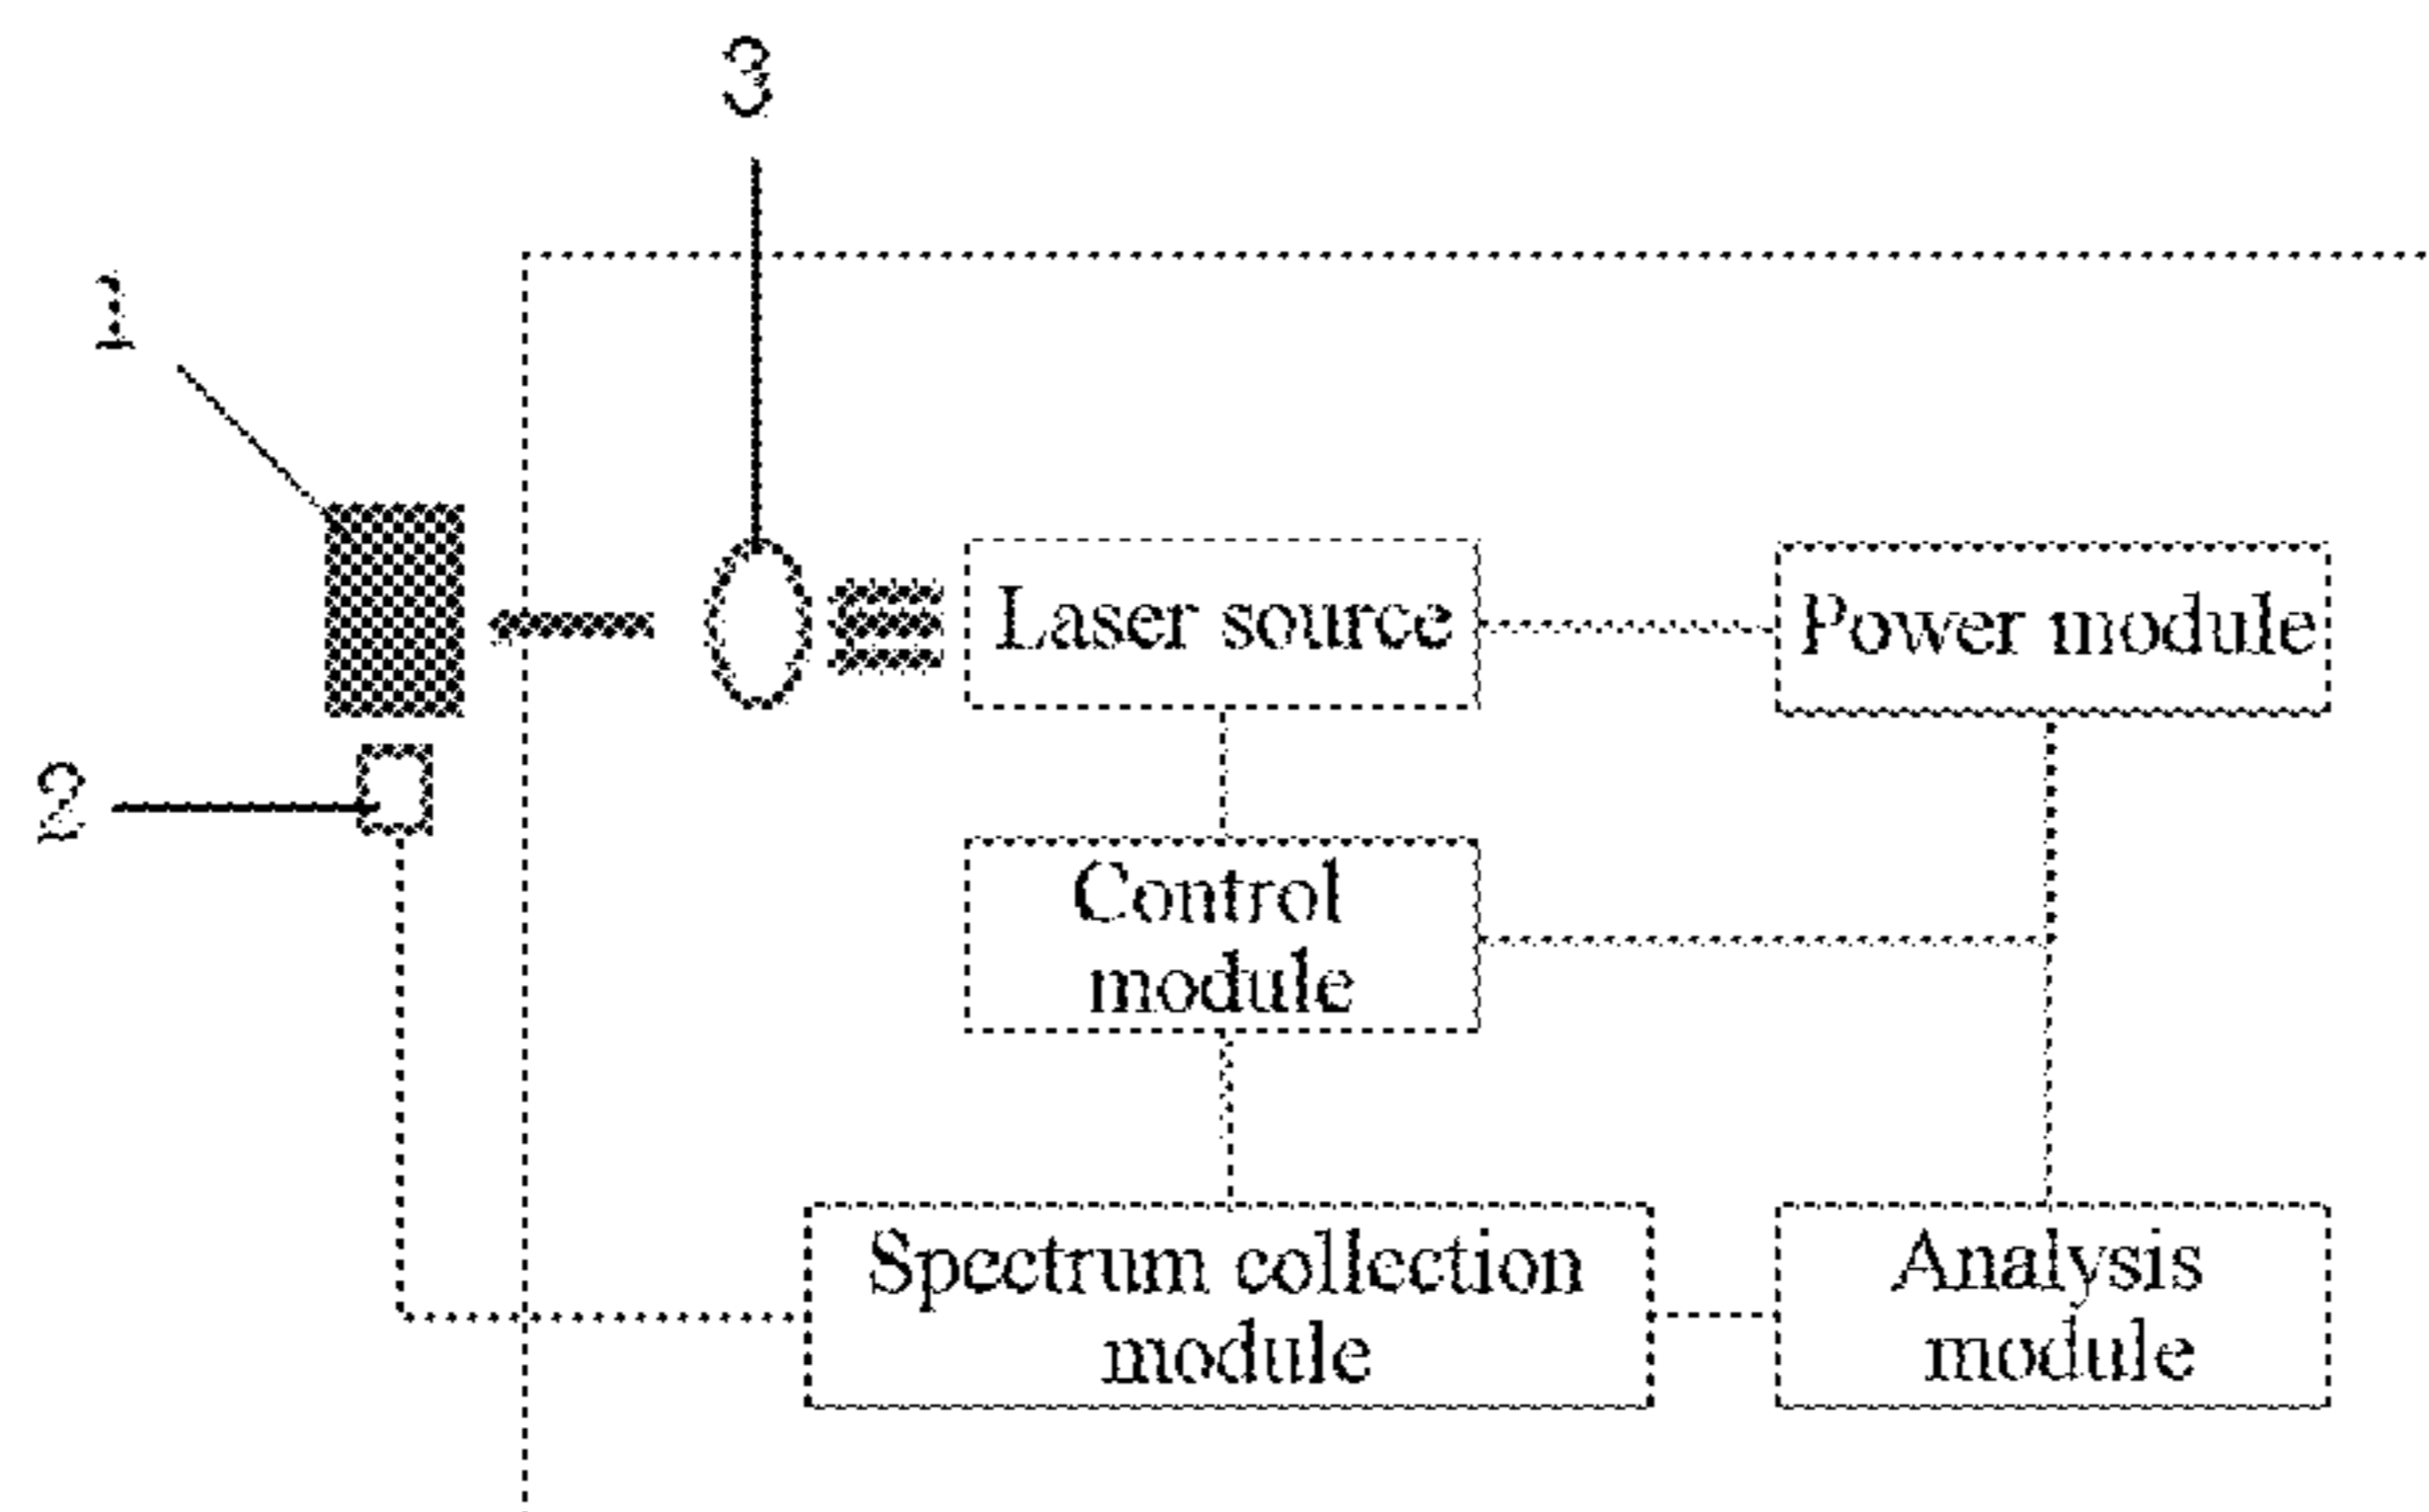 3
1
Laser source
Power module
2
Control
module
Spectrum collection
module
Analysis
module